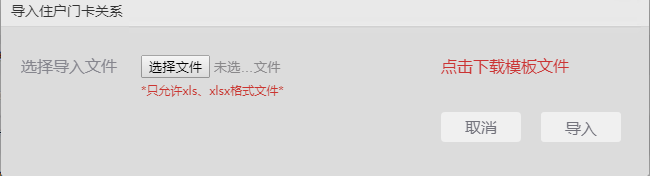 导入住户门卡关系
选择导入文件 选择文件 未选...文件 点击下载模板文件
*只允许xls、xlsx格式文件*
取消 导入